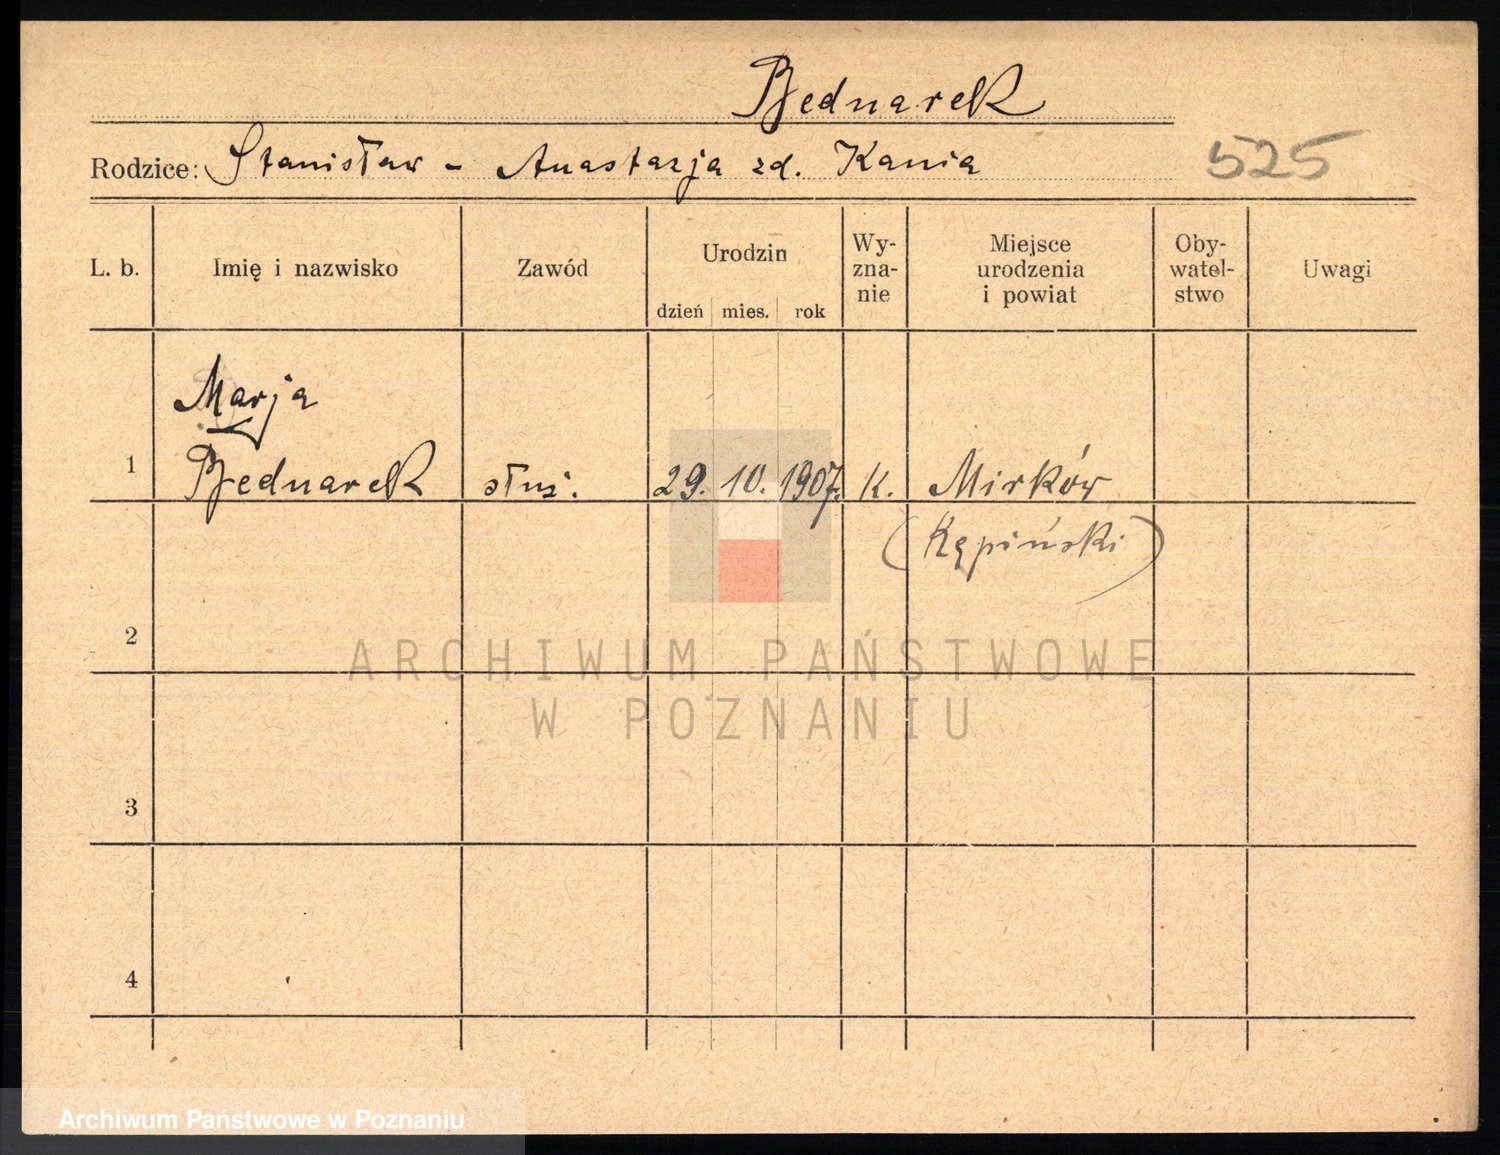 Bednarek
Rodzice: Stanisław - Anastazja zd. Kania 525
L. b. Imię i nazwisko Zawód Urodzin dzień mies. rok Wy-zna-nie Miejsce urodzenia i powiat Oby-watel-stwo Uwagi
Marja
1 Bednarek służ. 29. 10. 1907. K. Mirków
(Kępiński)
2
ARCHIWUM PAŃSTWOWE
W POZNANIU
3
4
Archiwum Państwowe w Poznaniu